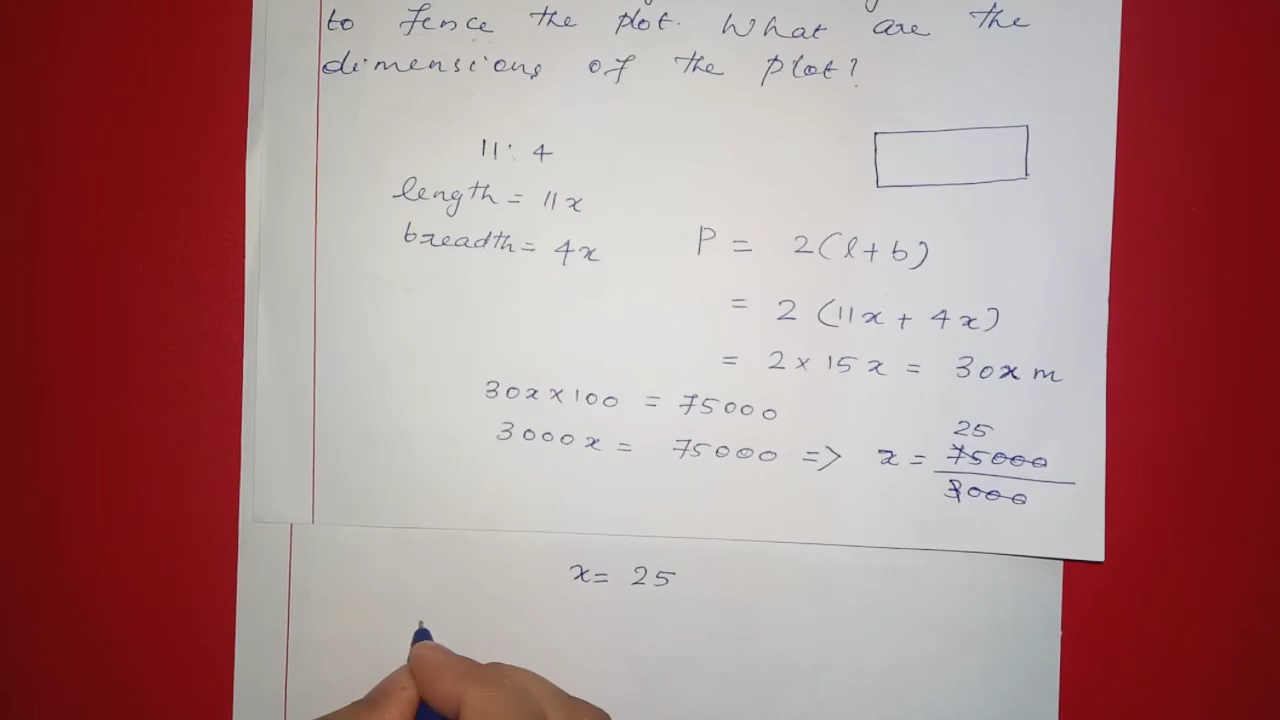 to fence the plot. What are the
dimensions of the plot?
11: 4
length = 11x
breadth = 4x
P = 2(l+b)
= 2 (11x + 4x)
= 2 × 15 x = 30x m
30x × 100 = 75000
25
3000x = 75000 => x = 75000
3000
x = 25